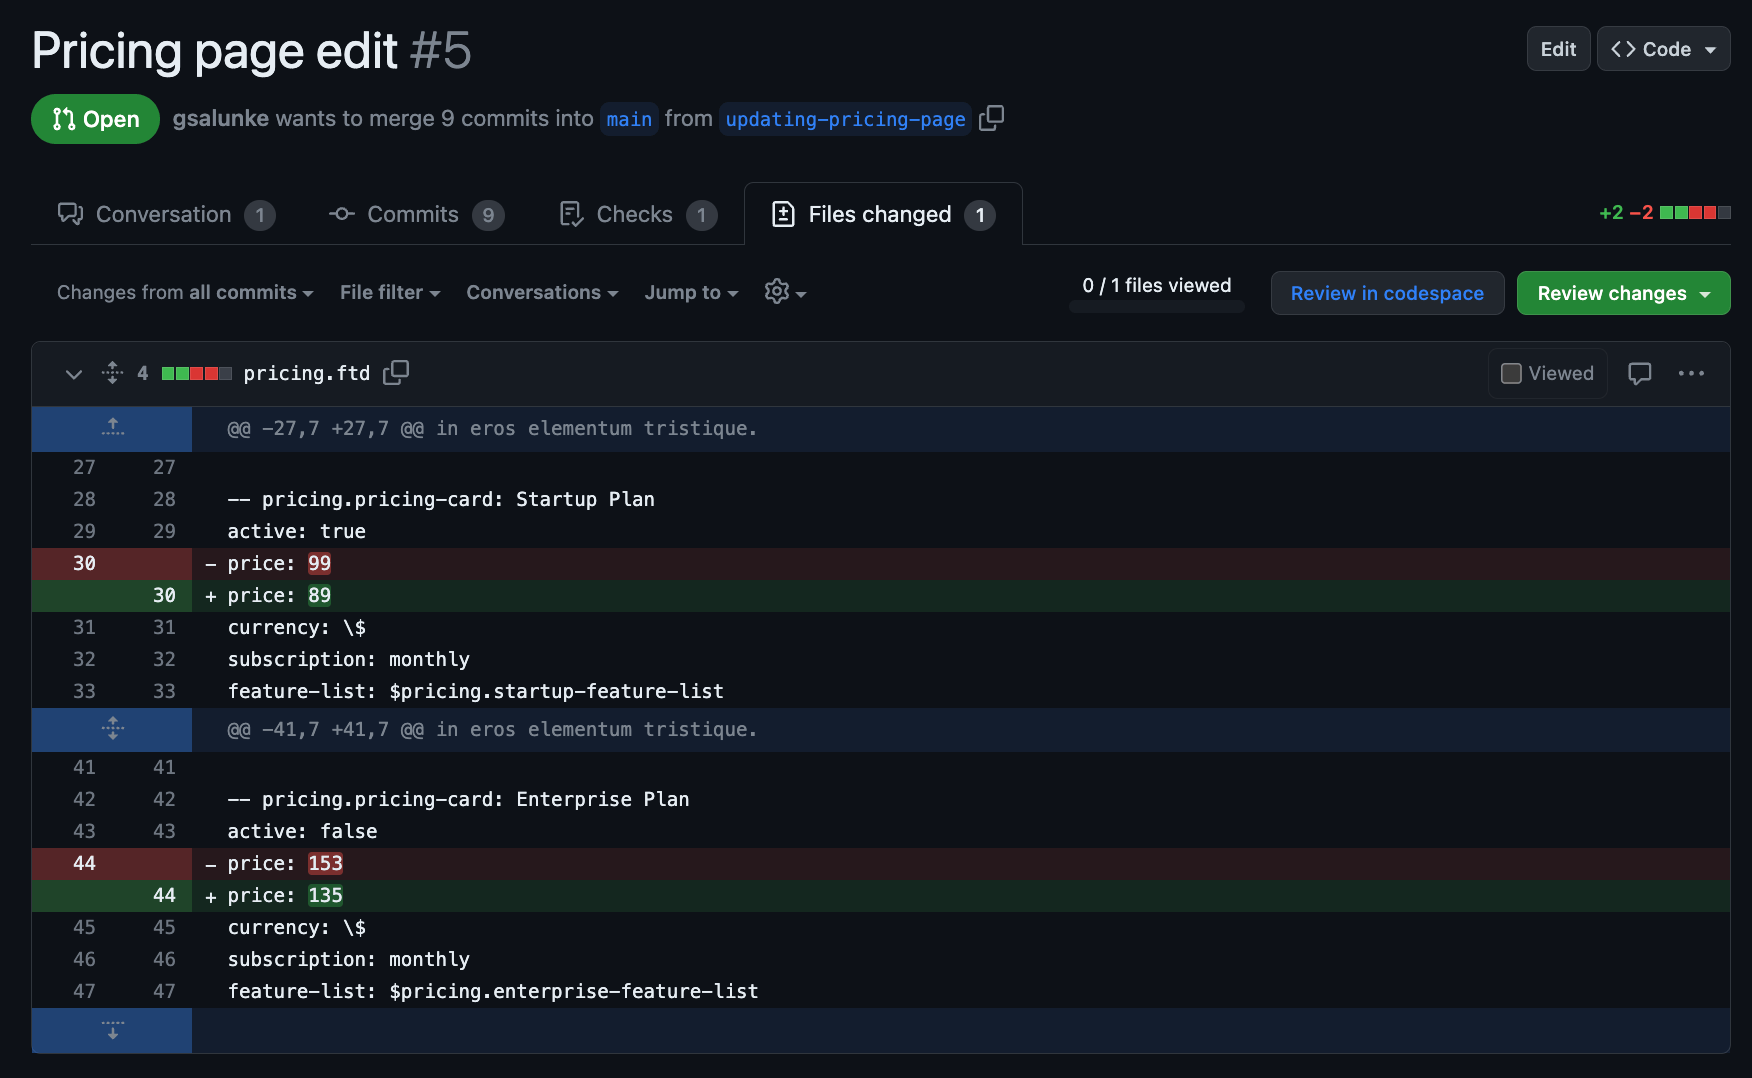 Pricing page edit #5
Edit
Code
Open
gsalunke wants to merge 9 commits into main from updating-pricing-page
Conversation 1
Commits 9
Checks 1
Files changed 1
+2 −2
Changes from all commits
File filter
Conversations
Jump to
0 / 1 files viewed
Review in codespace
Review changes
4 pricing.ftd
Viewed
@@ -27,7 +27,7 @@ in eros elementum tristique.
27 27
28 28 -- pricing.pricing-card: Startup Plan
29 29 active: true
30 - price: 99
30 + price: 89
31 31 currency: \$
32 32 subscription: monthly
33 33 feature-list: $pricing.startup-feature-list
@@ -41,7 +41,7 @@ in eros elementum tristique.
41 41
42 42 -- pricing.pricing-card: Enterprise Plan
43 43 active: false
44 - price: 153
44 + price: 135
45 45 currency: \$
46 46 subscription: monthly
47 47 feature-list: $pricing.enterprise-feature-list